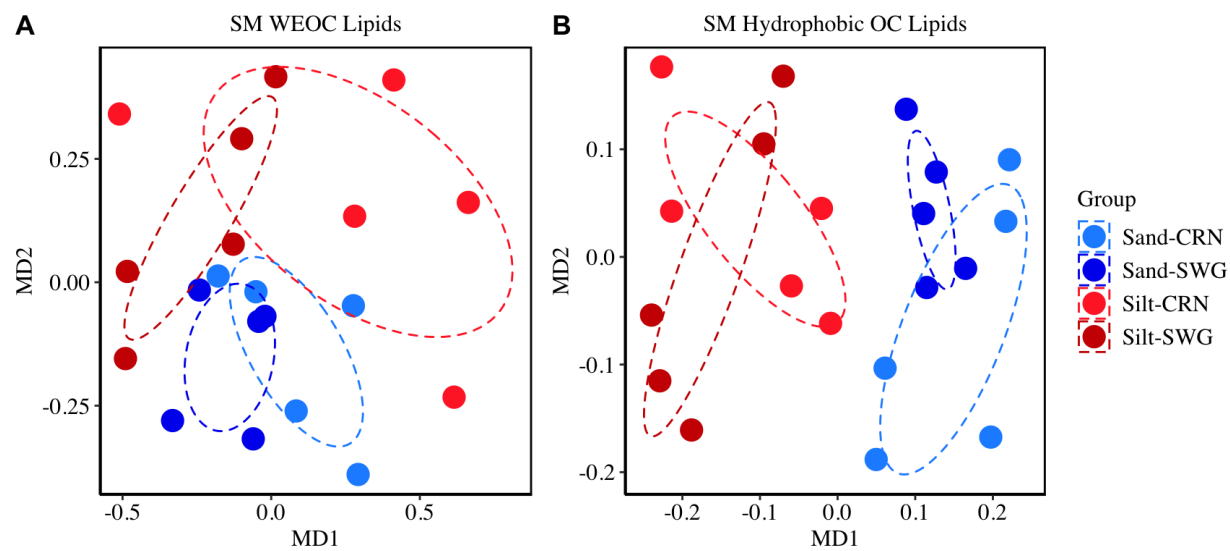 A
SM WEOC Lipids
0.25
0.00
-0.25
MD2
-0.5
0.0
0.5
MD1
B
SM Hydrophobic OC Lipids
0.1
0.0
-0.1
-0.2
MD2
-0.2
-0.1
0.0
0.1
0.2
MD1
Group
Sand-CRN
Sand-SWG
Silt-CRN
Silt-SWG